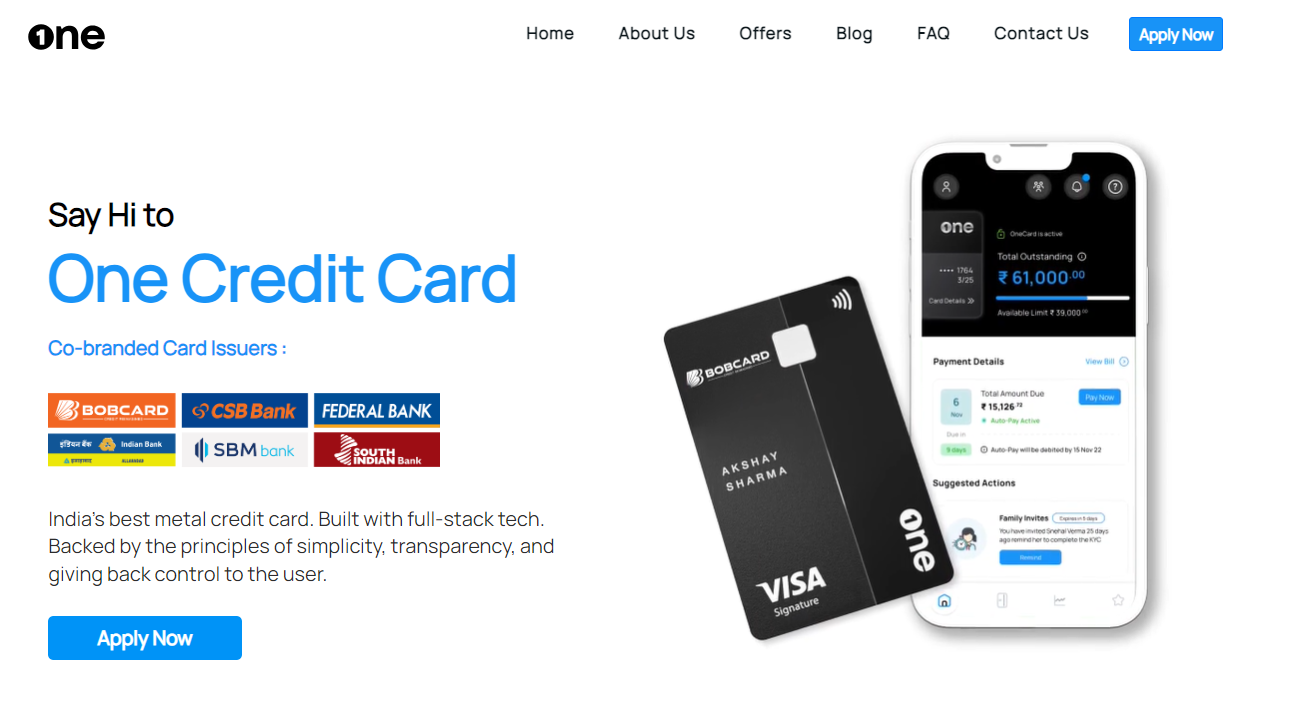 one
Home
About Us
Offers
Blog
FAQ
Contact Us
Apply Now
Say Hi to
One Credit Card
Co-branded Card Issuers :
BOBCARD
CSB Bank
FEDERAL BANK
इंडियन बैंक Indian Bank
इलाहाबाद ALLAHABAD
SBM bank
SOUTH
INDIAN Bank
India's best metal credit card. Built with full-stack tech.
Backed by the principles of simplicity, transparency, and
giving back control to the user.
Apply Now
BOBCARD
AKSHAY
SHARMA
one
VISA
Signature
one
OneCard is active
Total Outstanding
•••• 1764
₹ 61,000.00
3/25
Card Details
Available Limit ₹ 39,000.00
Payment Details
View Bill
6
Nov
Total Amount Due
₹ 15,126.72
Pay Now
Auto-Pay Active
Due in
9 days
Auto-Pay will be debited by 15 Nov 22
Suggested Actions
Family Invites
Expires in 5 days
You have invited Snehal Verma 25 days
ago remind her to complete the KYC
Remind